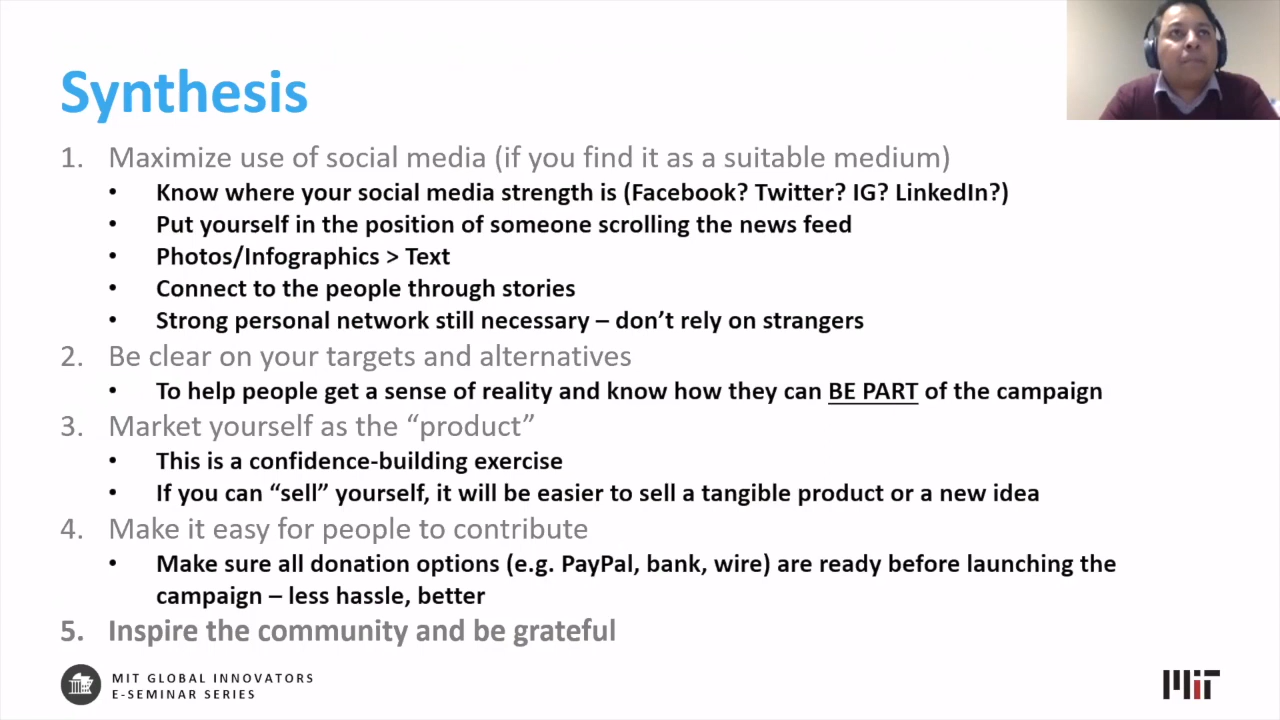 Synthesis
1. Maximize use of social media (if you find it as a suitable medium)
• Know where your social media strength is (Facebook? Twitter? IG? LinkedIn?)
• Put yourself in the position of someone scrolling the news feed
• Photos/Infographics > Text
• Connect to the people through stories
• Strong personal network still necessary – don’t rely on strangers
2. Be clear on your targets and alternatives
• To help people get a sense of reality and know how they can BE PART of the campaign
3. Market yourself as the “product”
• This is a confidence-building exercise
• If you can “sell” yourself, it will be easier to sell a tangible product or a new idea
4. Make it easy for people to contribute
• Make sure all donation options (e.g. PayPal, bank, wire) are ready before launching the
campaign – less hassle, better
5. Inspire the community and be grateful
MIT GLOBAL INNOVATORS
E-SEMINAR SERIES
MIT